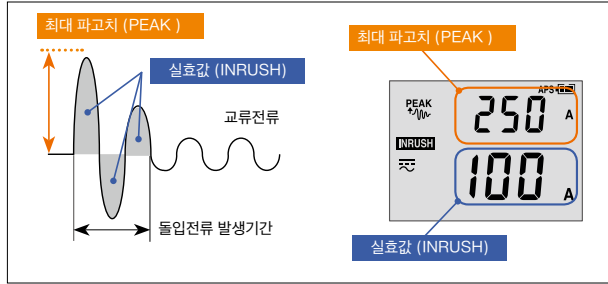 최대 파고치 (PEAK )
실효값 (INRUSH)
교류전류
돌입전류 발생기간
최대 파고치 (PEAK )
APS
PEAK
250 A
INRUSH
100 A
실효값 (INRUSH)